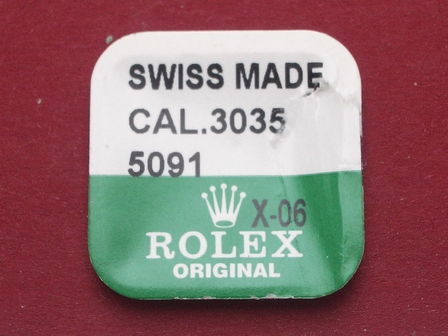 SWISS MADE
CAL.3035
5091
X-06
ROLEX
ORIGINAL